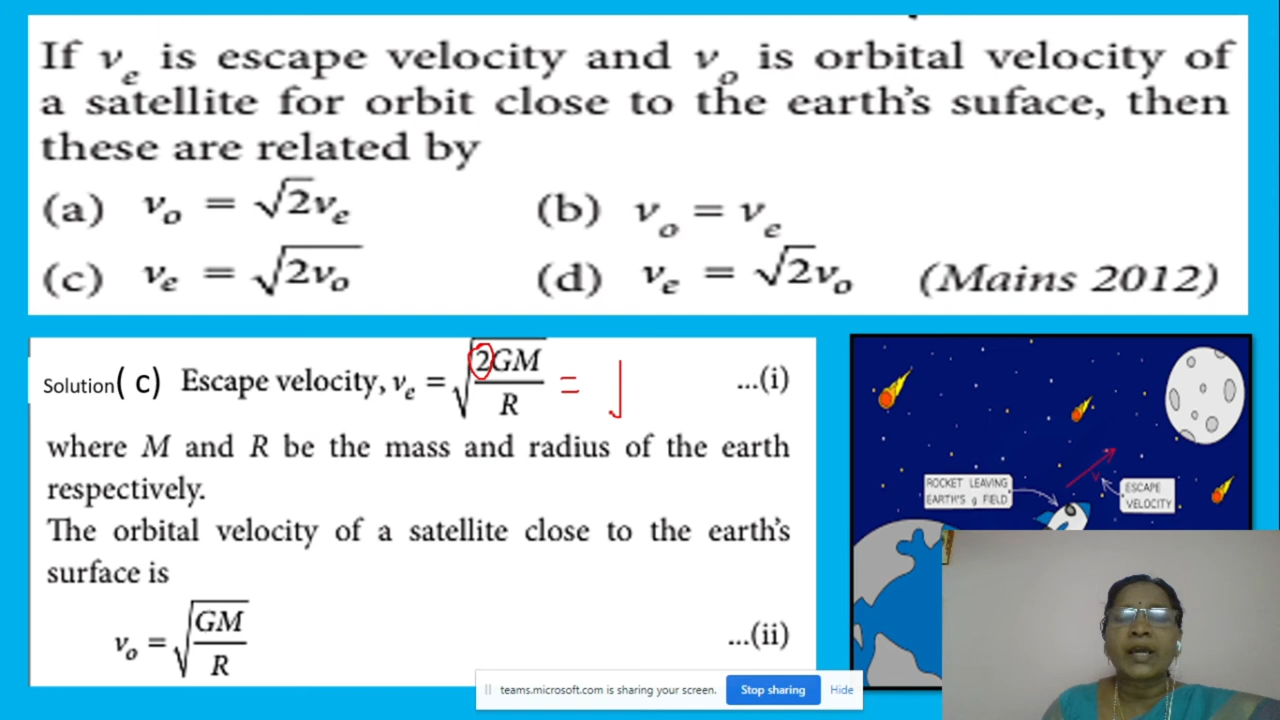 If vₑ is escape velocity and vₒ is orbital velocity of
a satellite for orbit close to the earth's suface, then
these are related by
(a) vₒ = √2vₑ (b) vₒ = vₑ
(c) vₑ = √(2vₒ) (d) vₑ = √2vₒ (Mains 2012)
Solution( c) Escape velocity, vₑ = √(2GM/R) = √ ...(i)
where M and R be the mass and radius of the earth
respectively.
The orbital velocity of a satellite close to the earth's
surface is
vₒ = √(GM/R) ...(ii)
ROCKET LEAVING
EARTH'S g FIELD
ESCAPE
VELOCITY
v
teams.microsoft.com is sharing your screen. Stop sharing Hide